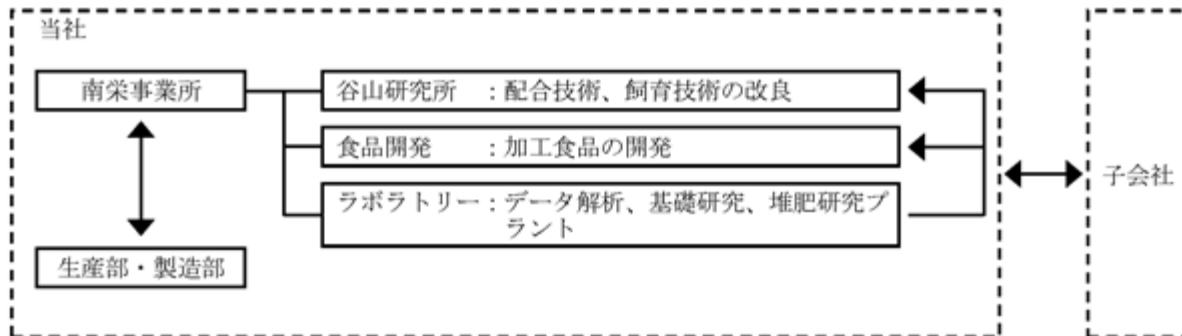 当社
南栄事業所
谷山研究所 :配合技術、飼育技術の改良
食品開発 :加工食品の開発
ラボラトリー:データ解析、基礎研究、堆肥研究プ
ラント
子会社
生産部・製造部